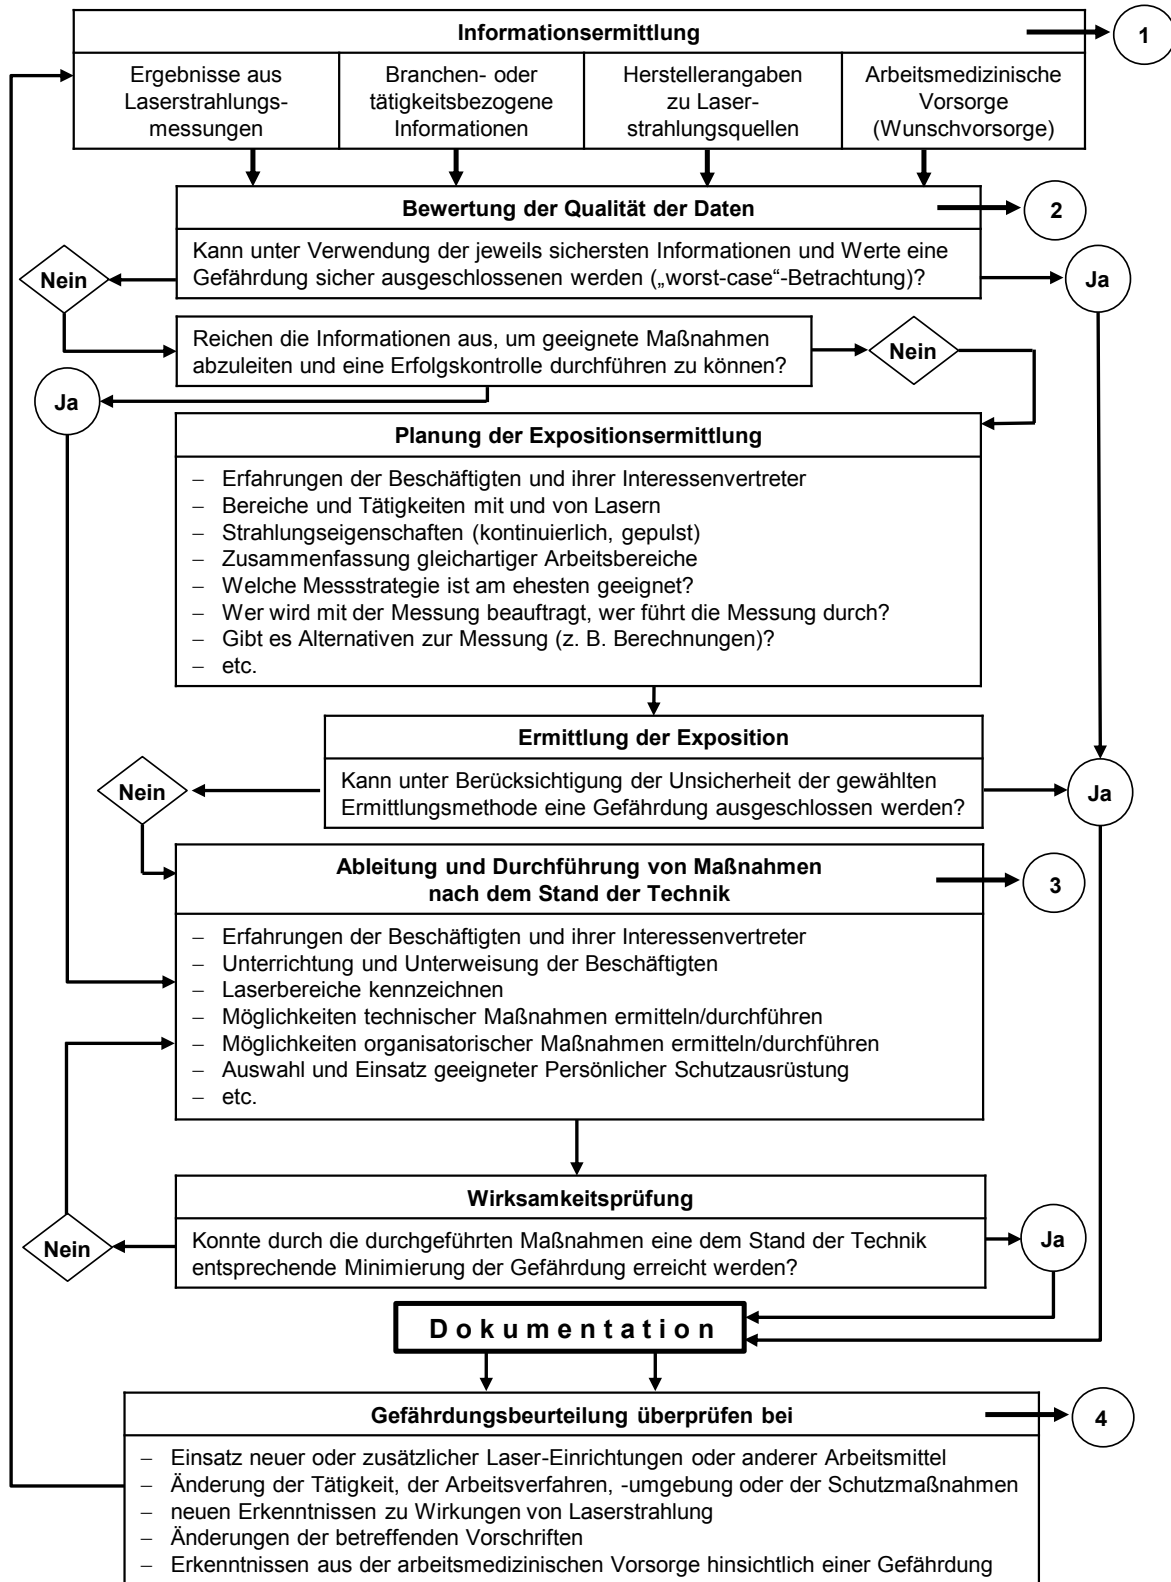 Informationsermittlung
1
Ergebnisse aus
Laserstrahlungs-
messungen
Branchen- oder
tätigkeitsbezogene
Informationen
Herstellerangaben
zu Laser-
strahlungsquellen
Arbeitsmedizinische
Vorsorge
(Wunschvorsorge)
Bewertung der Qualität der Daten
2
Kann unter Verwendung der jeweils sichersten Informationen und Werte eine
Gefährdung sicher ausgeschlossenen werden („worst-case“-Betrachtung)?
Nein
Ja
Reichen die Informationen aus, um geeignete Maßnahmen
abzuleiten und eine Erfolgskontrolle durchführen zu können?
Nein
Ja
Planung der Expositionsermittlung
– Erfahrungen der Beschäftigten und ihrer Interessenvertreter
– Bereiche und Tätigkeiten mit und von Lasern
– Strahlungseigenschaften (kontinuierlich, gepulst)
– Zusammenfassung gleichartiger Arbeitsbereiche
– Welche Messstrategie ist am ehesten geeignet?
– Wer wird mit der Messung beauftragt, wer führt die Messung durch?
– Gibt es Alternativen zur Messung (z. B. Berechnungen)?
– etc.
Ermittlung der Exposition
Kann unter Berücksichtigung der Unsicherheit der gewählten
Ermittlungsmethode eine Gefährdung ausgeschlossen werden?
Nein
Ja
Ableitung und Durchführung von Maßnahmen
nach dem Stand der Technik
3
– Erfahrungen der Beschäftigten und ihrer Interessenvertreter
– Unterrichtung und Unterweisung der Beschäftigten
– Laserbereiche kennzeichnen
– Möglichkeiten technischer Maßnahmen ermitteln/durchführen
– Möglichkeiten organisatorischer Maßnahmen ermitteln/durchführen
– Auswahl und Einsatz geeigneter Persönlicher Schutzausrüstung
– etc.
Wirksamkeitsprüfung
Konnte durch die durchgeführten Maßnahmen eine dem Stand der Technik
entsprechende Minimierung der Gefährdung erreicht werden?
Nein
Ja
Dokumentation
Gefährdungsbeurteilung überprüfen bei
4
– Einsatz neuer oder zusätzlicher Laser-Einrichtungen oder anderer Arbeitsmittel
– Änderung der Tätigkeit, der Arbeitsverfahren, -umgebung oder der Schutzmaßnahmen
– neuen Erkenntnissen zu Wirkungen von Laserstrahlung
– Änderungen der betreffenden Vorschriften
– Erkenntnissen aus der arbeitsmedizinischen Vorsorge hinsichtlich einer Gefährdung